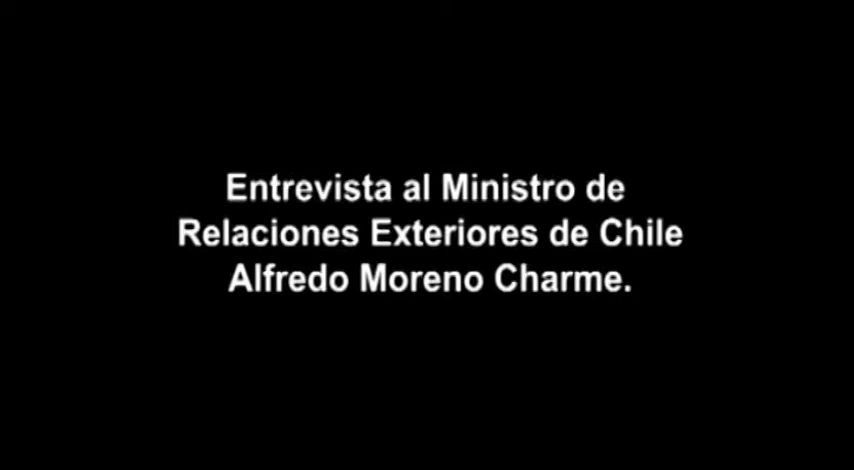 Entrevista al Ministro de
Relaciones Exteriores de Chile
Alfredo Moreno Charme.